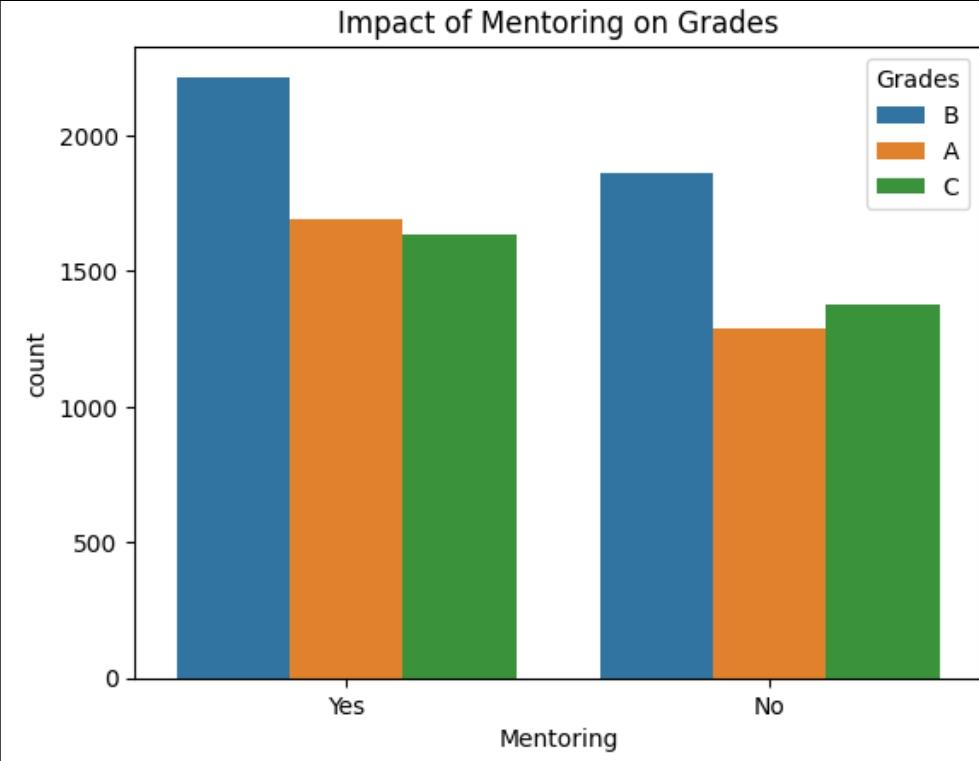 Impact of Mentoring on Grades
Grades
B
A
C
2000
1500
1000
500
0
count
Yes
No
Mentoring